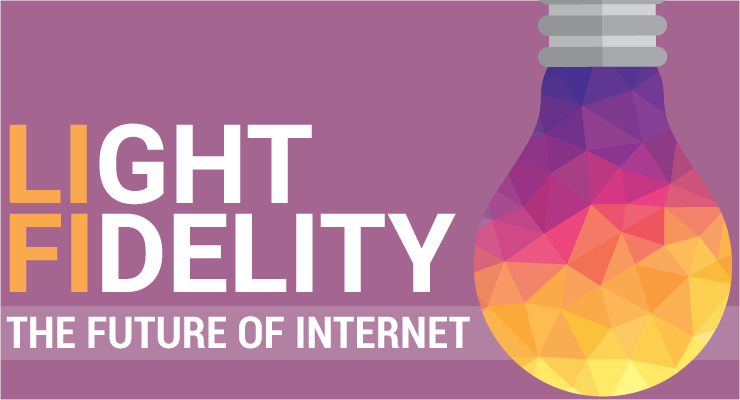 LIGHT
FIDELITY
THE FUTURE OF INTERNET